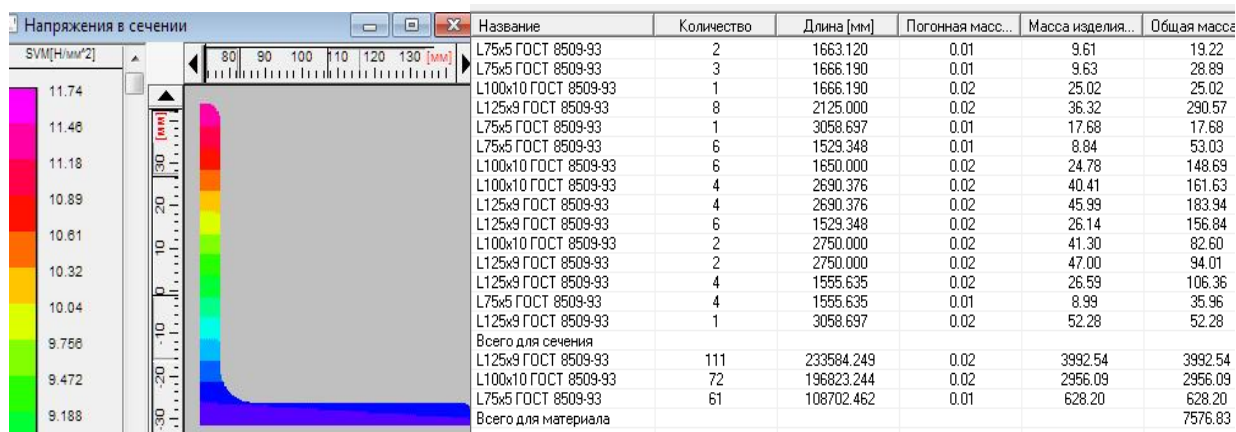 Напряжения в сечении
SVM[Н/мм^2]
80 90 100 110 120 130 [мм]
11.74
11.46
11.18
10.89
10.61
10.32
10.04
9.756
9.472
9.188
[мм]
30
20
10
0
-10
-20
-30
Название Количество Длина [мм] Погонная масс... Масса изделия... Общая масса
L75x5 ГОСТ 8509-93 2 1663.120 0.01 9.61 19.22
L75x5 ГОСТ 8509-93 3 1666.190 0.01 9.63 28.89
L100x10 ГОСТ 8509-93 1 1666.190 0.02 25.02 25.02
L125x9 ГОСТ 8509-93 8 2125.000 0.02 36.32 290.57
L75x5 ГОСТ 8509-93 1 3058.697 0.01 17.68 17.68
L75x5 ГОСТ 8509-93 6 1529.348 0.01 8.84 53.03
L100x10 ГОСТ 8509-93 6 1650.000 0.02 24.78 148.69
L100x10 ГОСТ 8509-93 4 2690.376 0.02 40.41 161.63
L125x9 ГОСТ 8509-93 4 2690.376 0.02 45.99 183.94
L125x9 ГОСТ 8509-93 6 1529.348 0.02 26.14 156.84
L100x10 ГОСТ 8509-93 2 2750.000 0.02 41.30 82.60
L125x9 ГОСТ 8509-93 2 2750.000 0.02 47.00 94.01
L125x9 ГОСТ 8509-93 4 1555.635 0.02 26.59 106.36
L75x5 ГОСТ 8509-93 4 1555.635 0.01 8.99 35.96
L125x9 ГОСТ 8509-93 1 3058.697 0.02 52.28 52.28
Всего для сечения
L125x9 ГОСТ 8509-93 111 233584.249 0.02 3992.54 3992.54
L100x10 ГОСТ 8509-93 72 196823.244 0.02 2956.09 2956.09
L75x5 ГОСТ 8509-93 61 108702.462 0.01 628.20 628.20
Всего для материала 7576.83